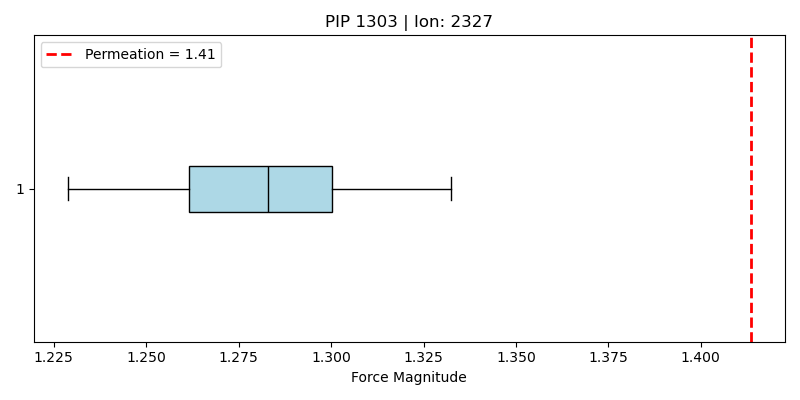 PIP 1303 | Ion: 2327
Permeation = 1.41
1
1.225 1.250 1.275 1.300 1.325 1.350 1.375 1.400
Force Magnitude